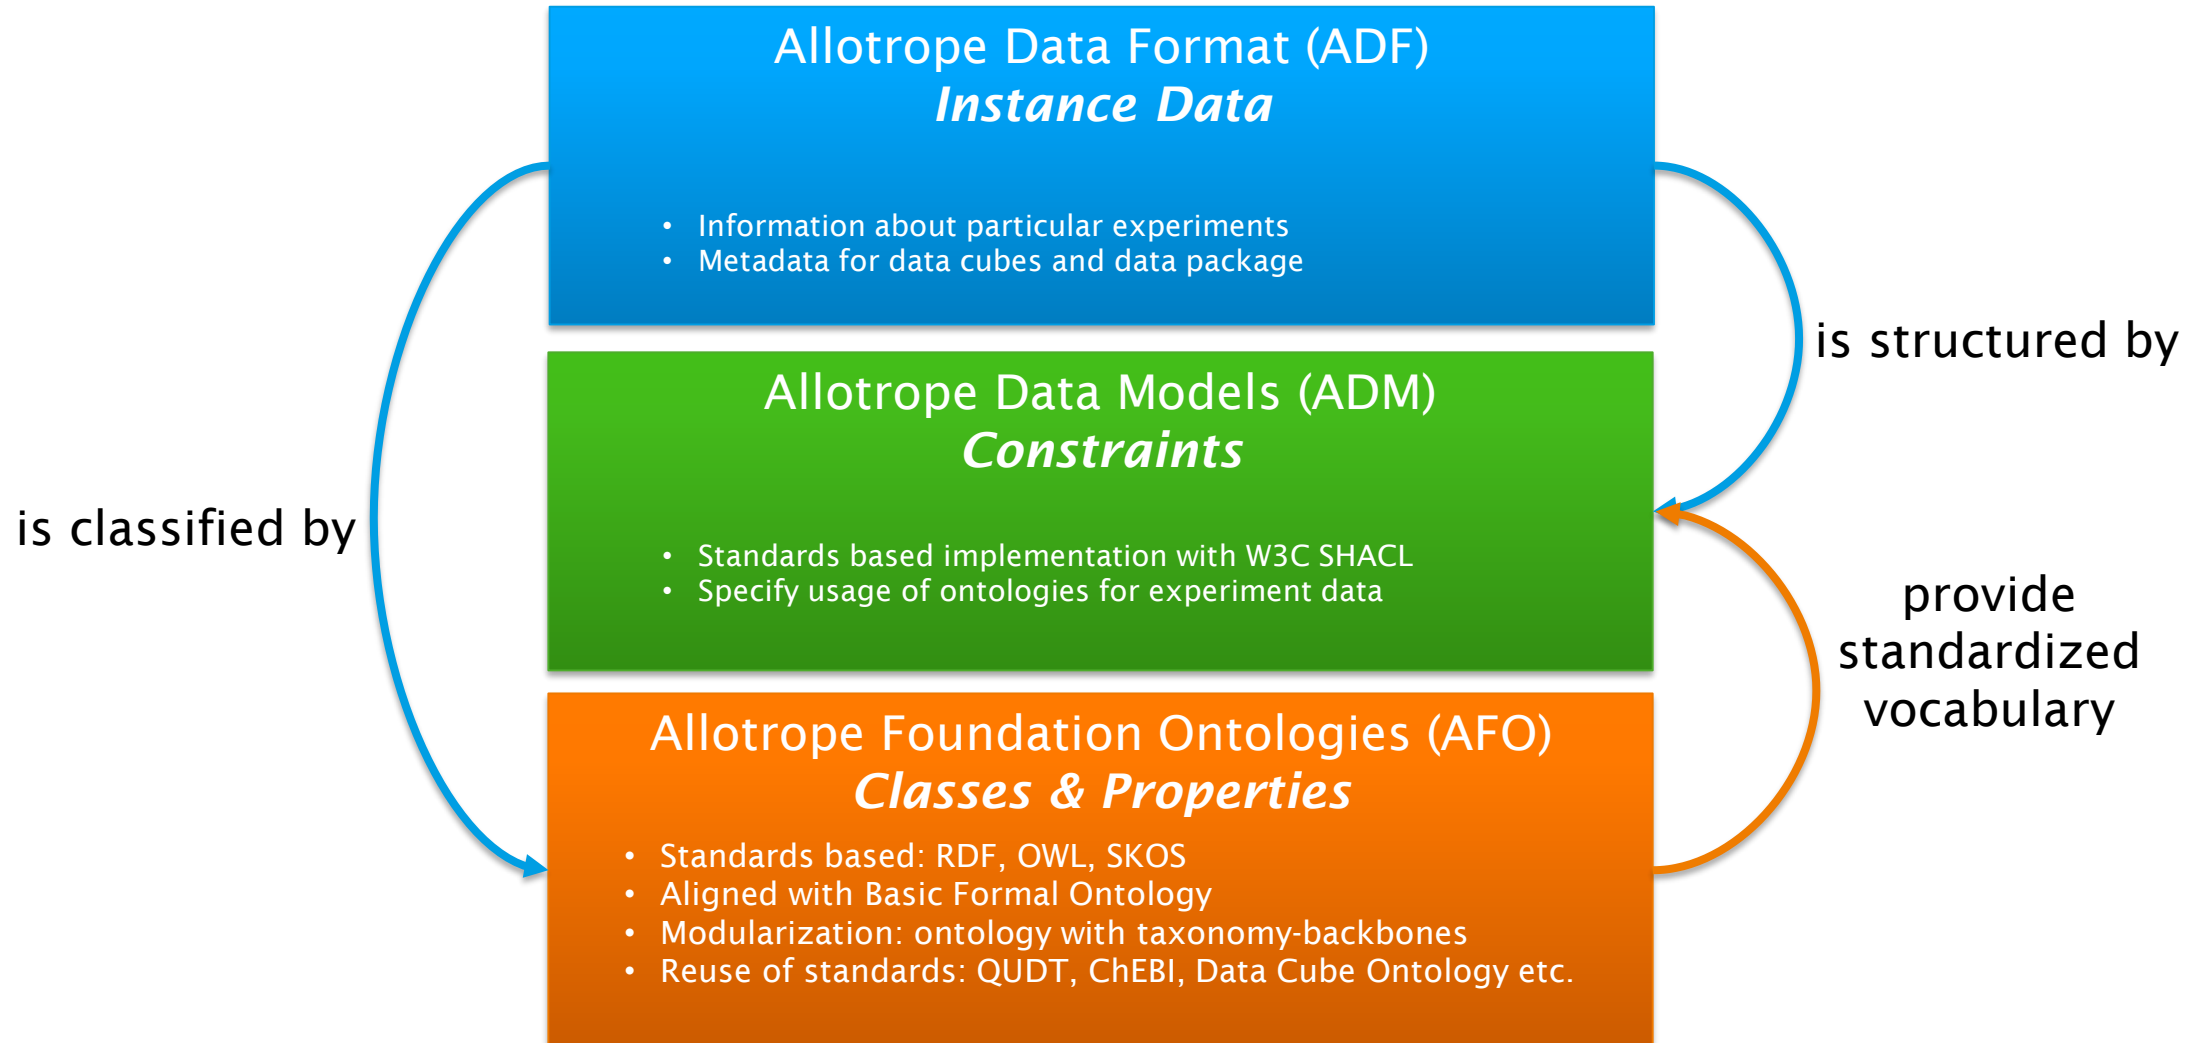 Allotrope Data Format (ADF)
Instance Data
• Information about particular experiments
• Metadata for data cubes and data package
is structured by
Allotrope Data Models (ADM)
Constraints
• Standards based implementation with W3C SHACL
• Specify usage of ontologies for experiment data
is classified by
provide
standardized
vocabulary
Allotrope Foundation Ontologies (AFO)
Classes & Properties
• Standards based: RDF, OWL, SKOS
• Aligned with Basic Formal Ontology
• Modularization: ontology with taxonomy-backbones
• Reuse of standards: QUDT, ChEBI, Data Cube Ontology etc.